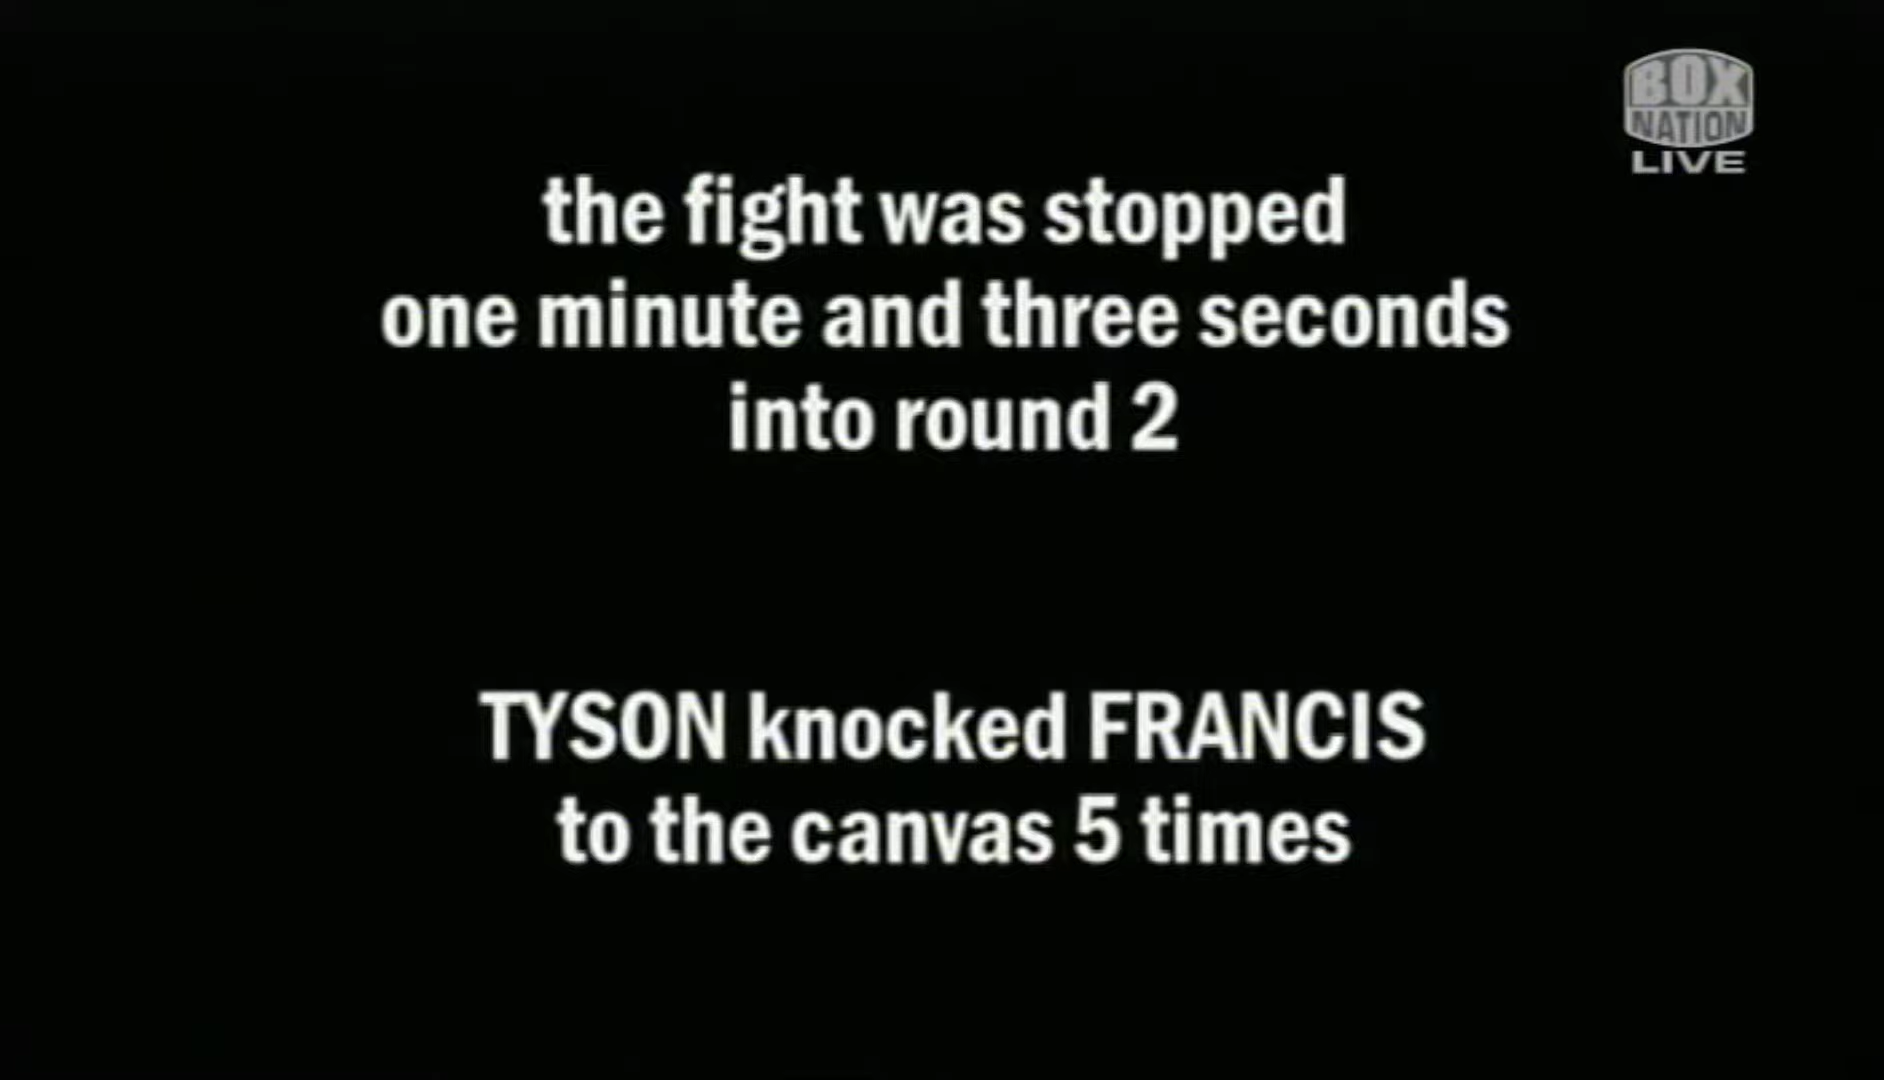 BOX
NATION
LIVE
the fight was stopped
one minute and three seconds
into round 2
TYSON knocked FRANCIS
to the canvas 5 times